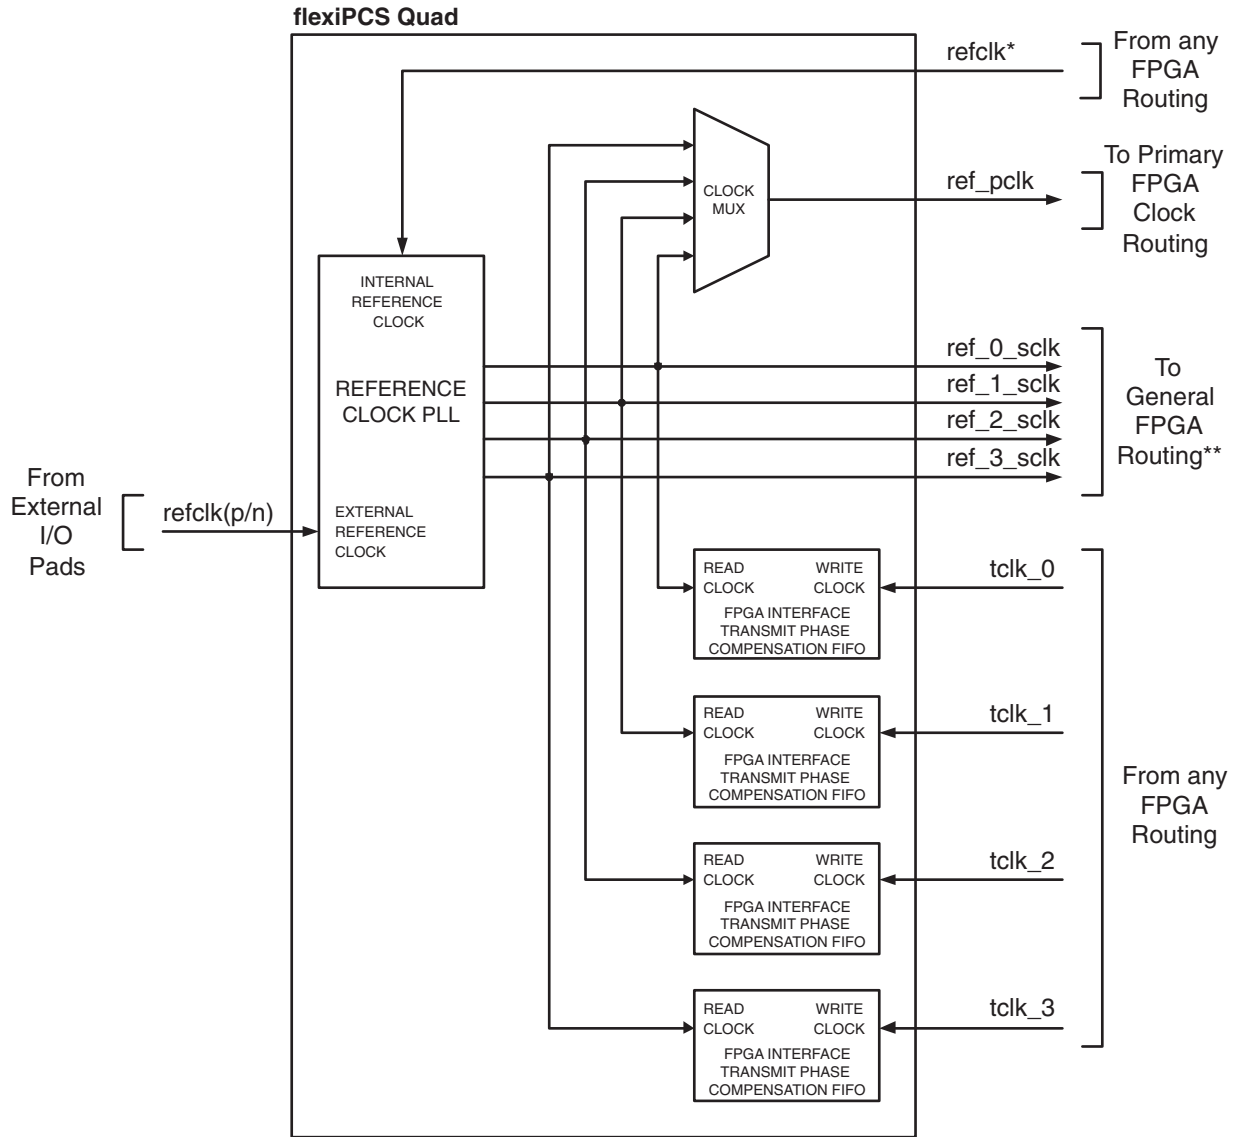 flexiPCS Quad
refclk*
From any
FPGA
Routing
ref_pclk
To Primary
FPGA
Clock
Routing
CLOCK
MUX
INTERNAL
REFERENCE
CLOCK
REFERENCE
CLOCK PLL
EXTERNAL
REFERENCE
CLOCK
From
External
I/O
Pads
refclk(p/n)
ref_0_sclk
ref_1_sclk
ref_2_sclk
ref_3_sclk
To
General
FPGA
Routing**
READ WRITE
CLOCK CLOCK
FPGA INTERFACE
TRANSMIT PHASE
COMPENSATION FIFO
tclk_0
READ WRITE
CLOCK CLOCK
FPGA INTERFACE
TRANSMIT PHASE
COMPENSATION FIFO
tclk_1
READ WRITE
CLOCK CLOCK
FPGA INTERFACE
TRANSMIT PHASE
COMPENSATION FIFO
tclk_2
READ WRITE
CLOCK CLOCK
FPGA INTERFACE
TRANSMIT PHASE
COMPENSATION FIFO
tclk_3
From any
FPGA
Routing